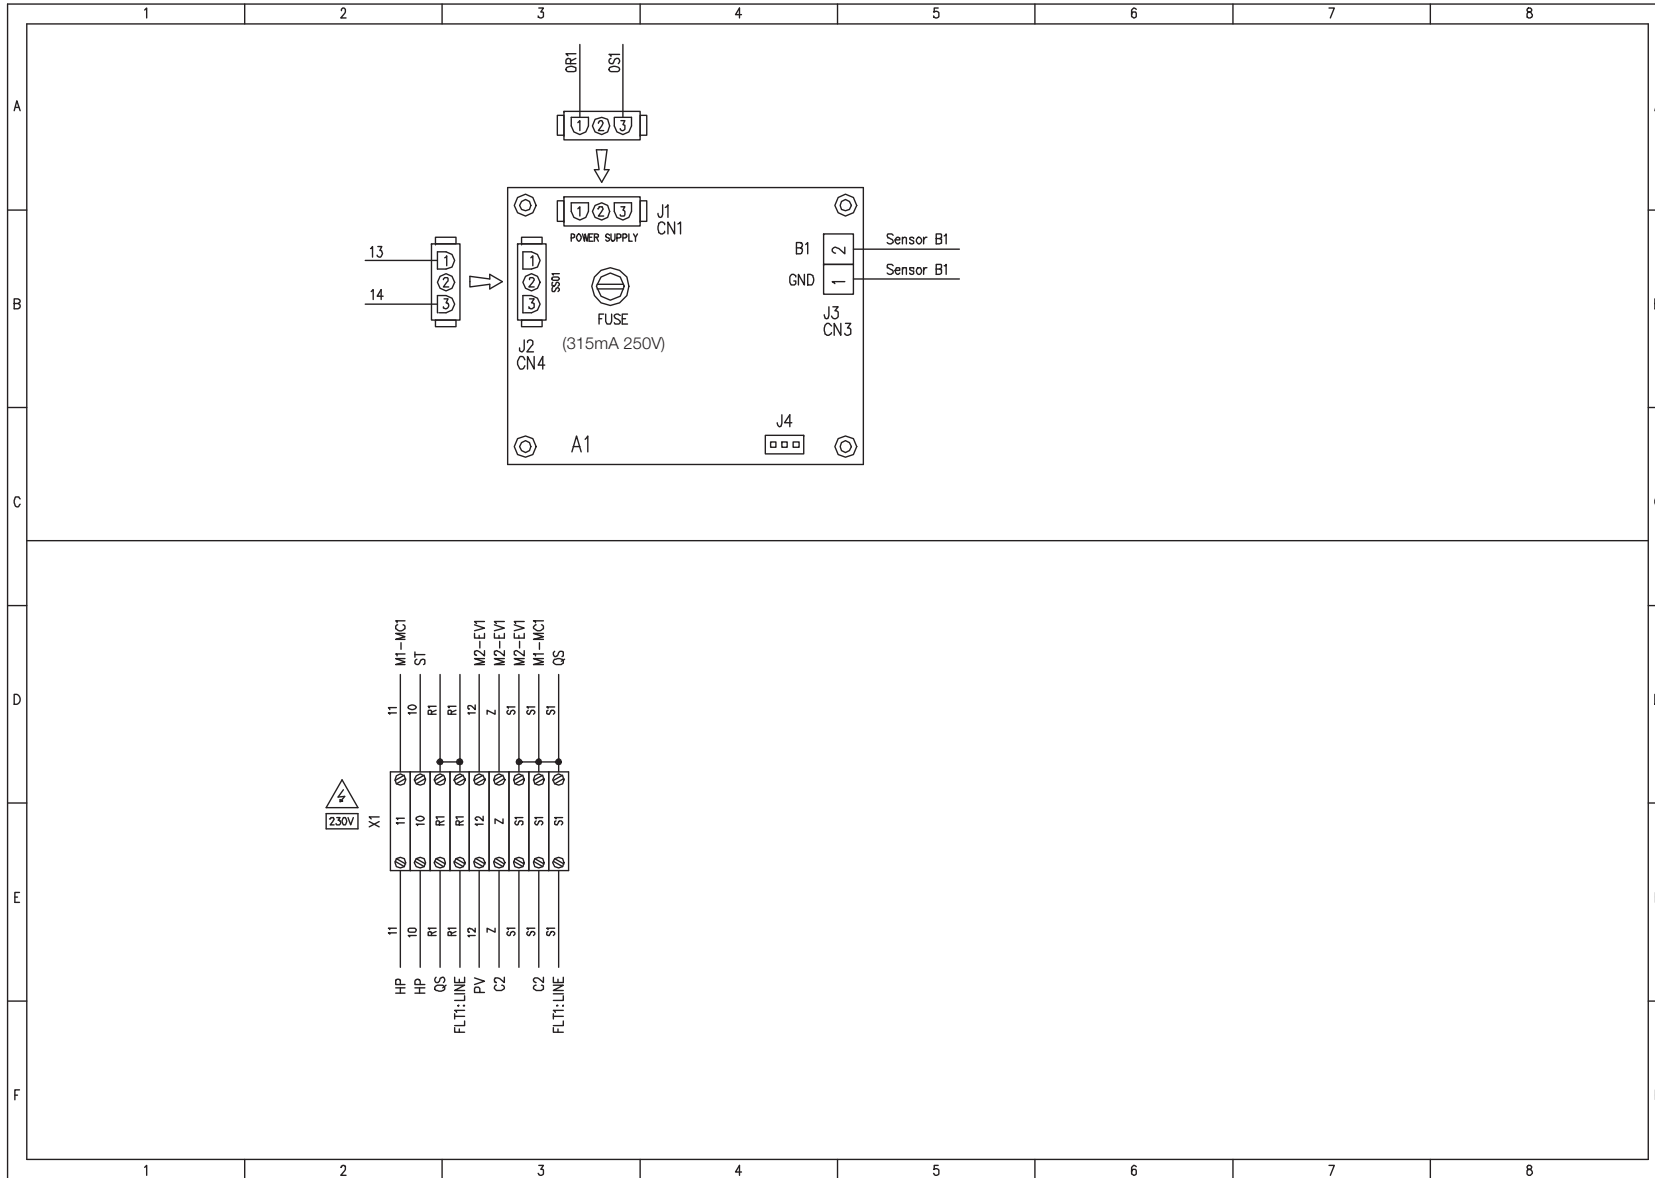 1 2 3 4 5 6 7 8
A
B
C
D
E
F
0R1 0S1
1 2 3
1 2 3
POWER SUPPLY
J1
CN1
13
14
1
2
3
1
2
3
SS01
J2
CN4
FUSE
(315mA 250V)
B1 2 Sensor B1
GND 1 Sensor B1
J3
CN3
A1
J4
M1-MC1 ST M2-EV1 M2-EV1 M2-EV1 M1-MC1 QS
11 10 R1 R1 12 Z S1 S1 S1
230V X1
11 10 R1 R1 12 Z S1 S1 S1
11 10 R1 R1 12 Z S1 S1 S1
HP HP QS FLT1:LINE PV C2 C2 FLT1:LINE
1 2 3 4 5 6 7 8